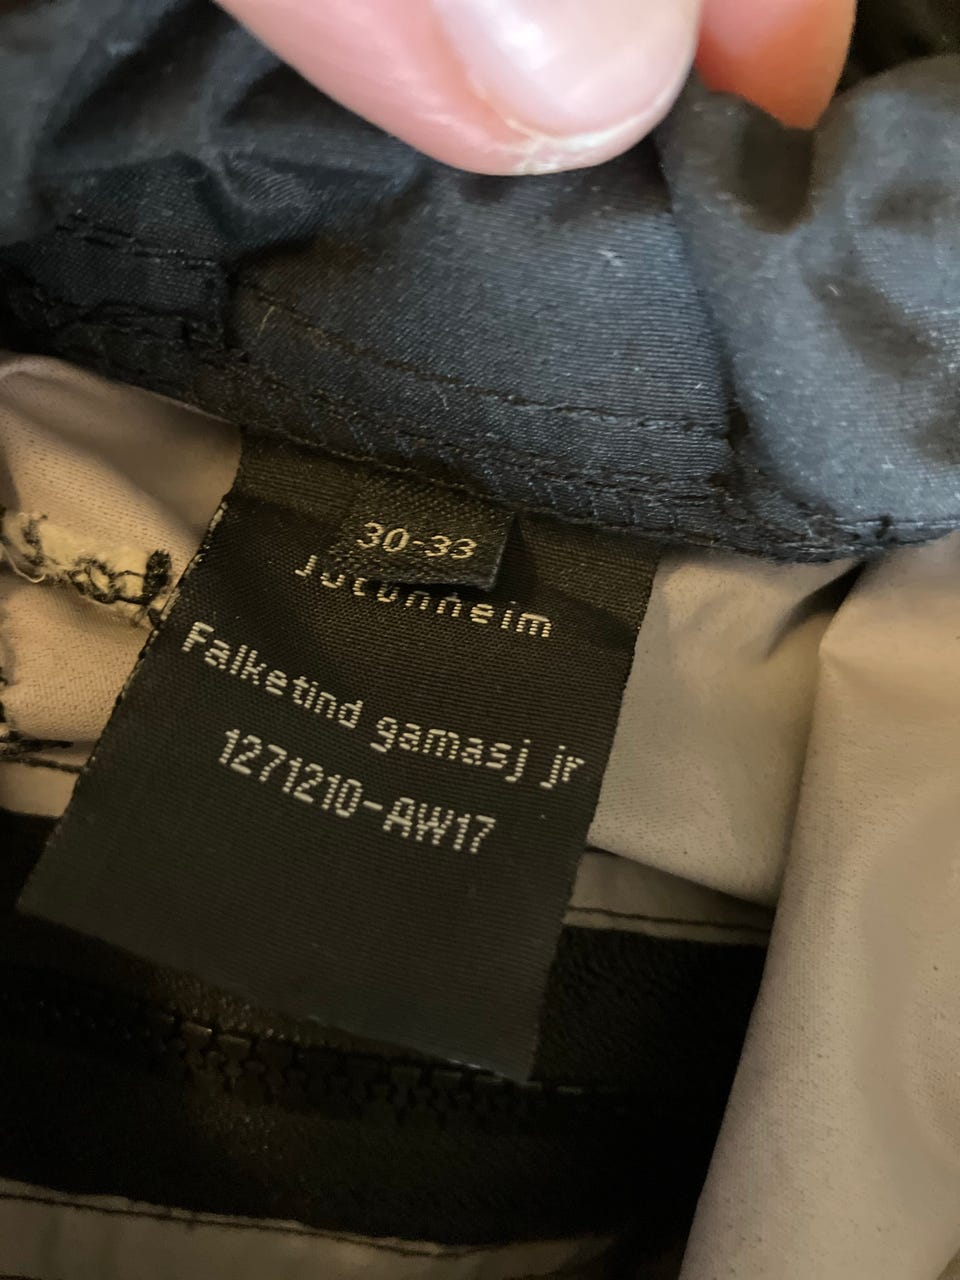 30-33
Jotunheim
Falketind gamasj jr
1271210-AW17